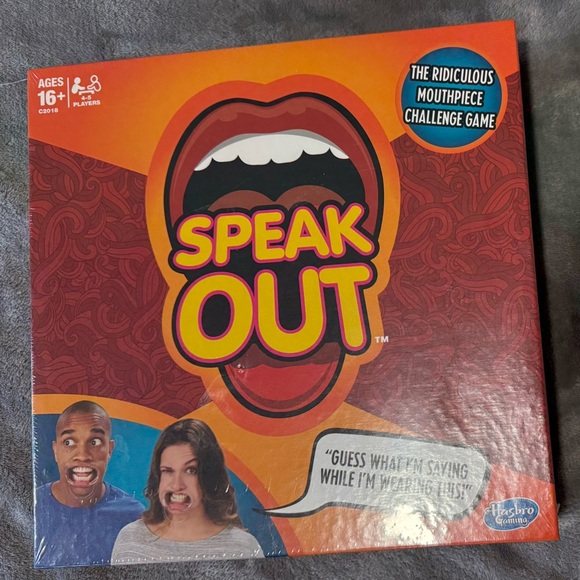 AGES
16+
C2018
4-8
PLAYERS
THE RIDICULOUS
MOUTHPIECE
CHALLENGE GAME
SPEAK
OUT
TM
"GUESS WHAT I'M SAYING
WHILE I'M WEARING THIS!"
Hasbro
Gaming